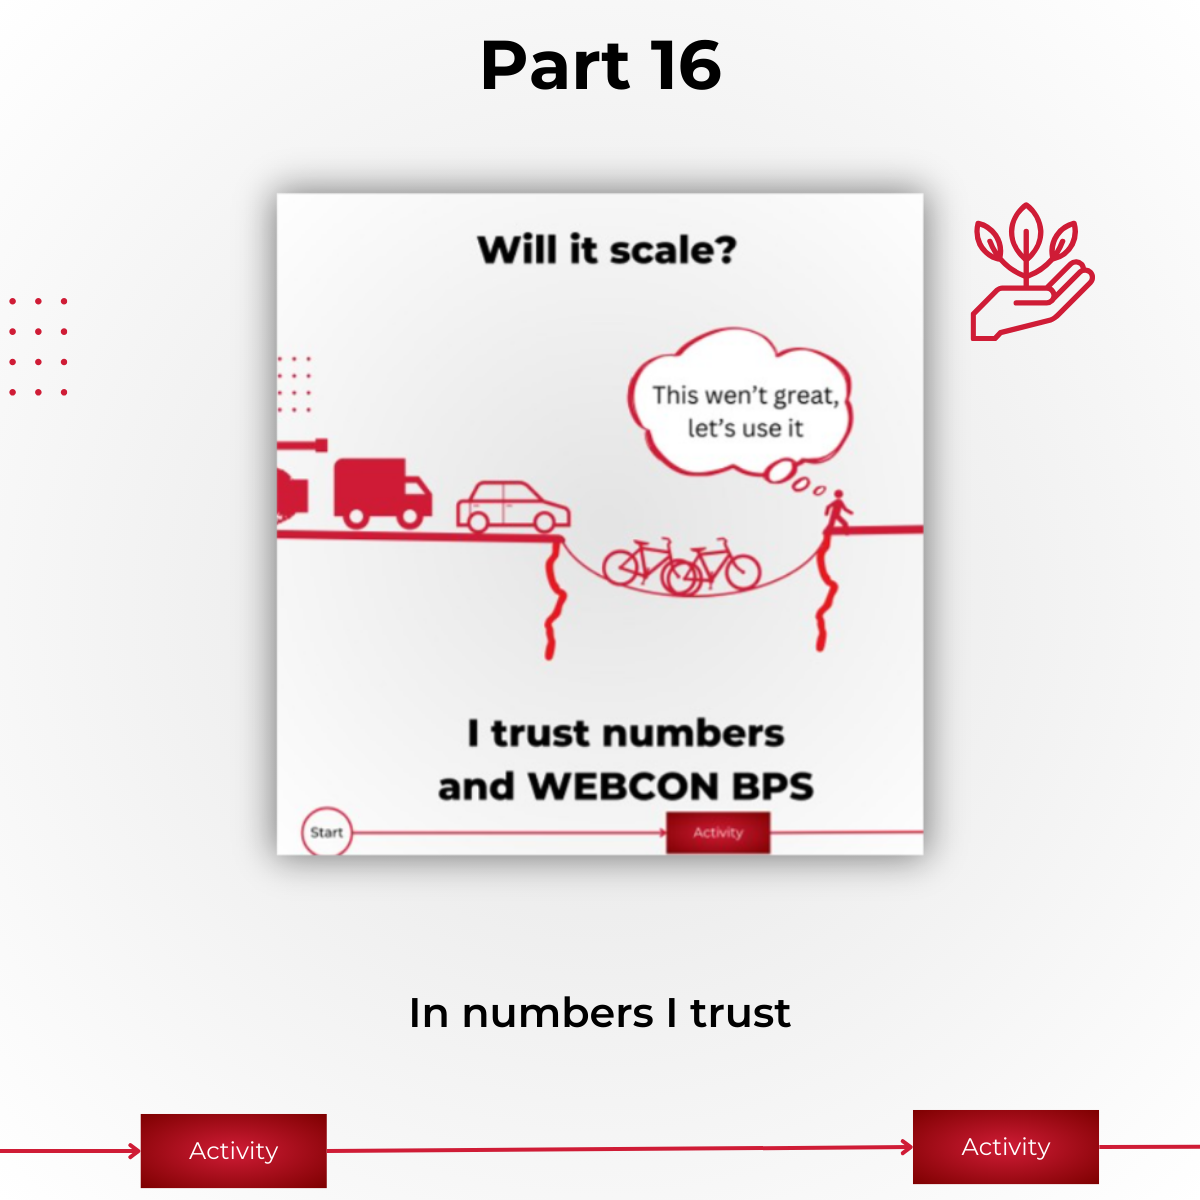 Part 16
Will it scale?
This wen't great,
let's use it
I trust numbers
and WEBCON BPS
Start
Activity
In numbers I trust
Activity
Activity